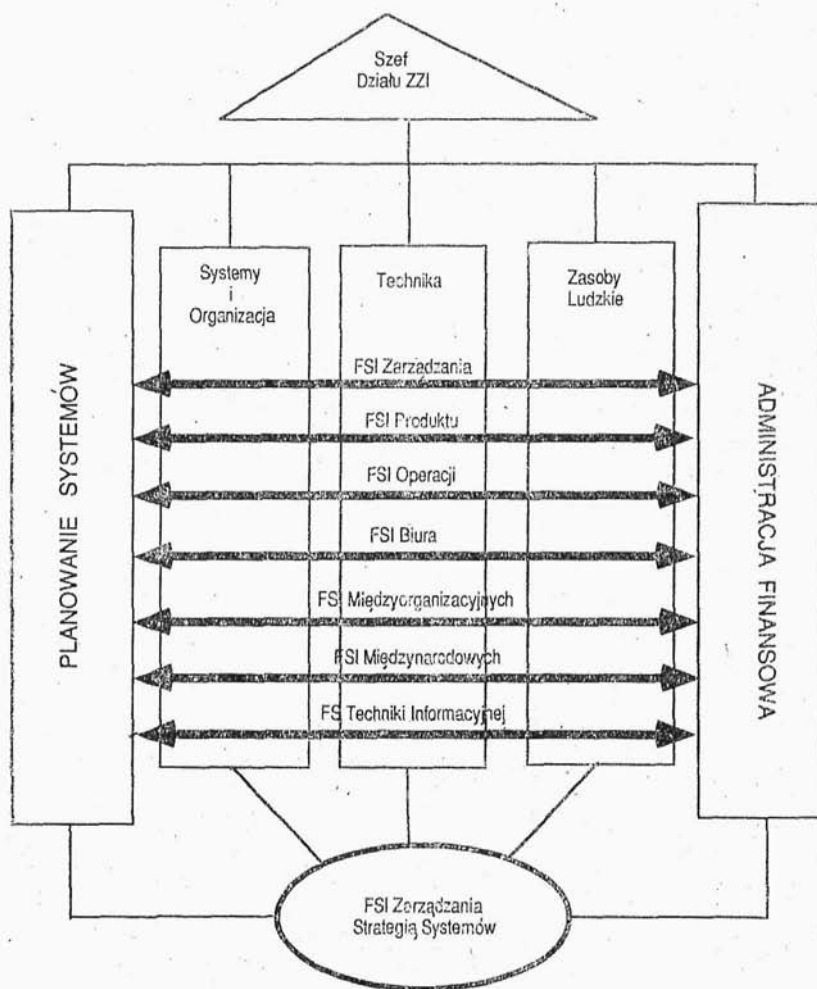 Szef
Działu ZZI
PLANOWANIE SYSTEMÓW
Systemy
i
Organizacja
Technika
Zasoby
Ludzkie
ADMINISTRACJA FINANSOWA
FSI Zarządzania
FSI Produktu
FSI Operacji
FSI Biura
FSI Międzyorganizacyjnych
FSI Międzynarodowych
FS Techniki Informacyjnej
FSI Zarządzania
Strategią Systemów